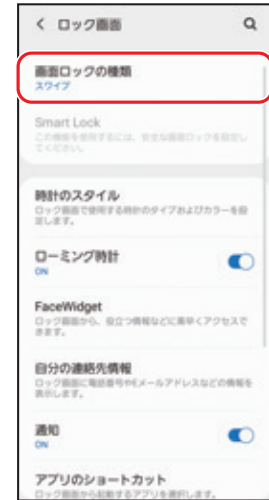 ロック画面
画面ロックの種類
スワイプ
Smart Lock
この機能を使用するには、安全な画面ロックを設定し
てください。
時計のスタイル
ロック画面で使用する時計のタイプおよびカラーを設
定します。
ローミング時計
ON
FaceWidget
ロック画面から、役立つ情報などに素早くアクセスで
きます。
自分の連絡先情報
ロック画面に電話番号やEメールアドレスなどの情報を
表示します。
通知
ON
アプリのショートカット
ロック画面から起動するアプリを選択します。